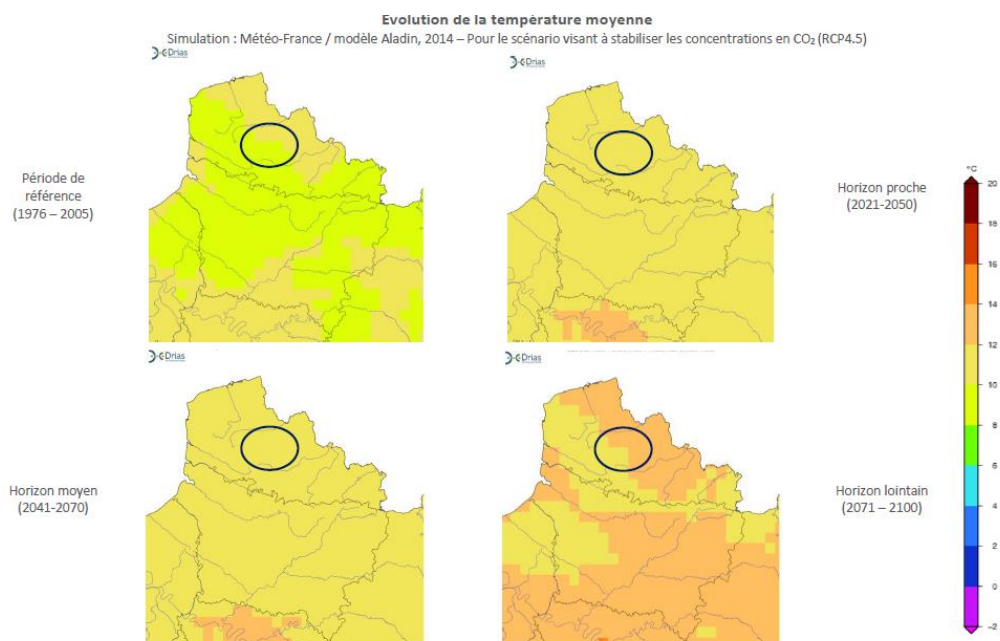 Evolution de la température moyenne
Simulation : Météo-France / modèle Aladin, 2014 – Pour le scénario visant à stabiliser les concentrations en CO₂ (RCP4.5)
Drias
Drias
Période de
référence
(1976 – 2005)
Horizon proche
(2021-2050)
°C
20
18
16
14
12
10
8
6
4
2
0
-2
Drias
Drias
Horizon moyen
(2041-2070)
Horizon lointain
(2071 – 2100)